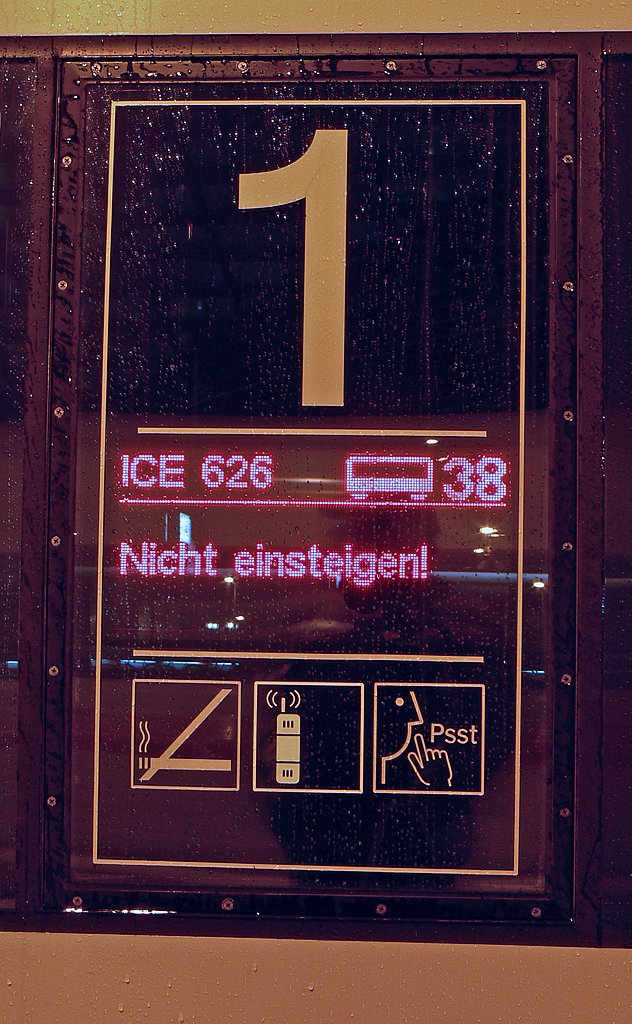 1
ICE 626 38
Nicht einsteigen!
Psst